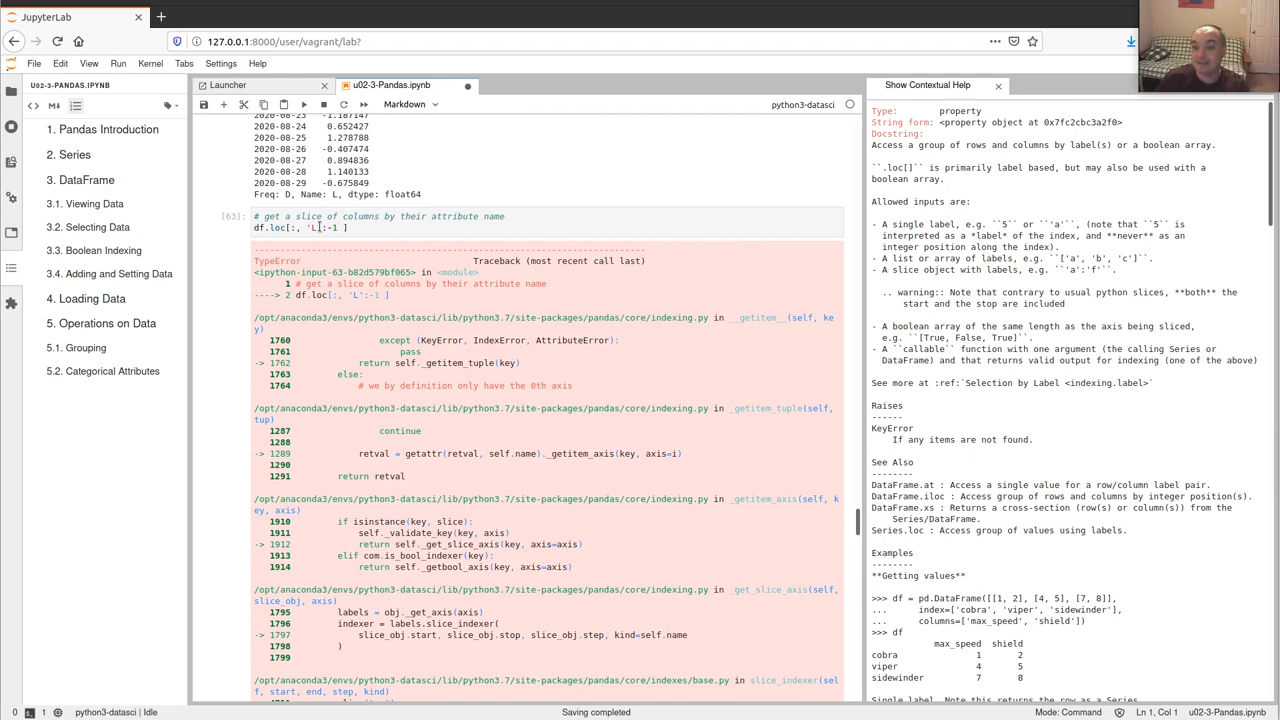 JupyterLab
127.0.0.1:8000/user/vagrant/lab?
File Edit View Run Kernel Tabs Settings Help
U02-3-PANDAS.IPYNB
1. Pandas Introduction
2. Series
3. DataFrame
3.1. Viewing Data
3.2. Selecting Data
3.3. Boolean Indexing
3.4. Adding and Setting Data
4. Loading Data
5. Operations on Data
5.1. Grouping
5.2. Categorical Attributes
Launcher
u02-3-Pandas.ipynb
Markdown
python3-datasci
2020-08-23 -1.187147
2020-08-24 0.652427
2020-08-25 1.278788
2020-08-26 -0.407474
2020-08-27 0.894836
2020-08-28 1.140133
2020-08-29 -0.675849
Freq: D, Name: L, dtype: float64
[63]: # get a slice of columns by their attribute name
df.loc[:, 'L':-1 ]
---------------------------------------------------------------------------
TypeError Traceback (most recent call last)
<ipython-input-63-b82d579bf065> in <module>
1 # get a slice of columns by their attribute name
----> 2 df.loc[:, 'L':-1 ]
/opt/anaconda3/envs/python3-datasci/lib/python3.7/site-packages/pandas/core/indexing.py in __getitem__(self, ke
y)
1760 except (KeyError, IndexError, AttributeError):
1761 pass
-> 1762 return self._getitem_tuple(key)
1763 else:
1764 # we by definition only have the 0th axis
/opt/anaconda3/envs/python3-datasci/lib/python3.7/site-packages/pandas/core/indexing.py in _getitem_tuple(self,
tup)
1287 continue
1288
-> 1289 retval = getattr(retval, self.name)._getitem_axis(key, axis=i)
1290
1291 return retval
/opt/anaconda3/envs/python3-datasci/lib/python3.7/site-packages/pandas/core/indexing.py in _getitem_axis(self, k
ey, axis)
1910 if isinstance(key, slice):
1911 self._validate_key(key, axis)
-> 1912 return self._get_slice_axis(key, axis=axis)
1913 elif com.is_bool_indexer(key):
1914 return self._getbool_axis(key, axis=axis)
/opt/anaconda3/envs/python3-datasci/lib/python3.7/site-packages/pandas/core/indexing.py in _get_slice_axis(self,
slice_obj, axis)
1795 labels = obj._get_axis(axis)
1796 indexer = labels.slice_indexer(
-> 1797 slice_obj.start, slice_obj.stop, slice_obj.step, kind=self.name
1798 )
1799
/opt/anaconda3/envs/python3-datasci/lib/python3.7/site-packages/pandas/core/indexes/base.py in slice_indexer(sel
f, start, end, step, kind)
Show Contextual Help
Type: property
String form: <property object at 0x7fc2cbc3a2f0>
Docstring:
Access a group of rows and columns by label(s) or a boolean array.
``.loc[]`` is primarily label based, but may also be used with a
boolean array.
Allowed inputs are:
- A single label, e.g. ``5`` or ``'a'``, (note that ``5`` is
interpreted as a *label* of the index, and **never** as an
integer position along the index).
- A list or array of labels, e.g. ``['a', 'b', 'c']``.
- A slice object with labels, e.g. ``'a':'f'``.
.. warning:: Note that contrary to usual python slices, **both** the
start and the stop are included
- A boolean array of the same length as the axis being sliced,
e.g. ``[True, False, True]``.
- A ``callable`` function with one argument (the calling Series or
DataFrame) and that returns valid output for indexing (one of the above)
See more at :ref:`Selection by Label <indexing.label>`
Raises
------
KeyError
If any items are not found.
See Also
--------
DataFrame.at : Access a single value for a row/column label pair.
DataFrame.iloc : Access group of rows and columns by integer position(s).
DataFrame.xs : Returns a cross-section (row(s) or column(s)) from the
Series/DataFrame.
Series.loc : Access group of values using labels.
Examples
--------
**Getting values**
>>> df = pd.DataFrame([[1, 2], [4, 5], [7, 8]],
... index=['cobra', 'viper', 'sidewinder'],
... columns=['max_speed', 'shield'])
>>> df
max_speed shield
cobra 1 2
viper 4 5
sidewinder 7 8
Single label. Note this returns the row as a Series.
0 1 python3-datasci | Idle
Saving completed
Mode: Command Ln 1, Col 1 u02-3-Pandas.ipynb